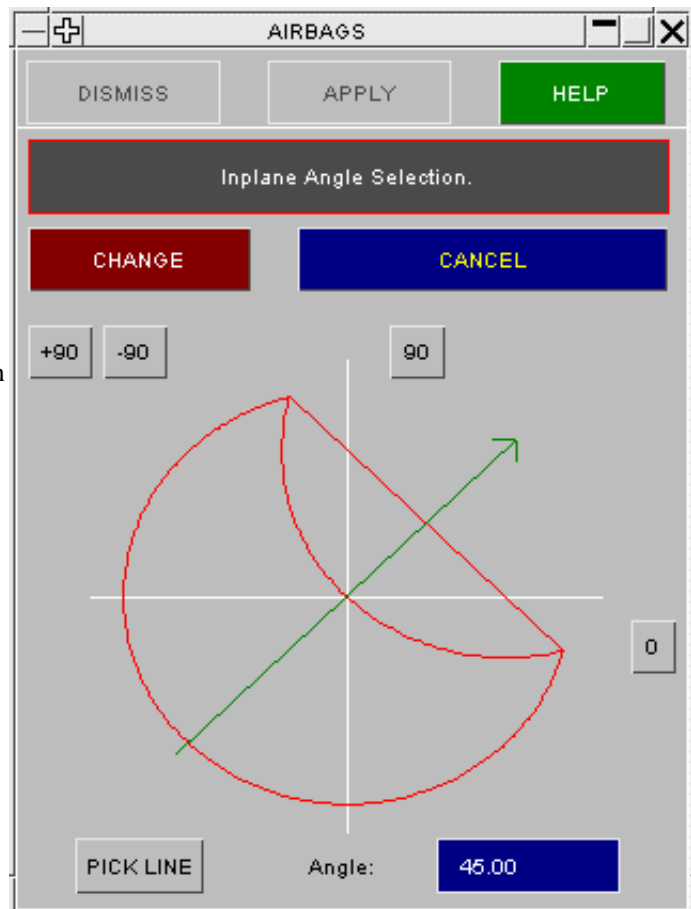 AIRBAGS
DISMISS APPLY HELP
Inplane Angle Selection.
CHANGE CANCEL
+90 -90 90
0
PICK LINE Angle: 45.00